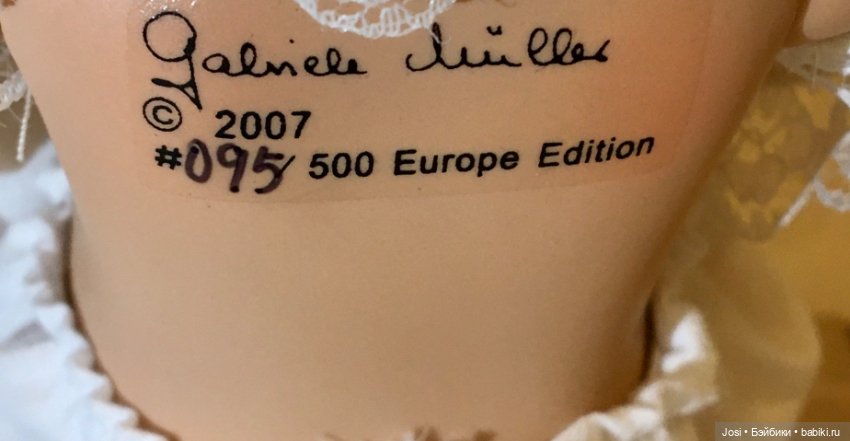 Gabriele Müller
© 2007
#095/500 Europe Edition
Josi • Бэйбики • babiki.ru